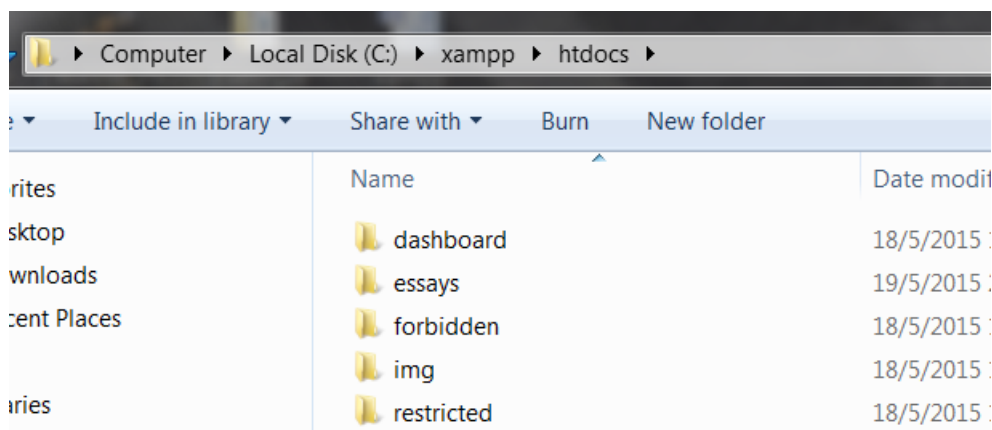 Computer Local Disk (C:) xampp htdocs
Include in library Share with Burn New folder
Name Date modif
rites
sktop
wnloads
cent Places
aries
dashboard 18/5/2015
essays 19/5/2015
forbidden 18/5/2015
img 18/5/2015
restricted 18/5/2015